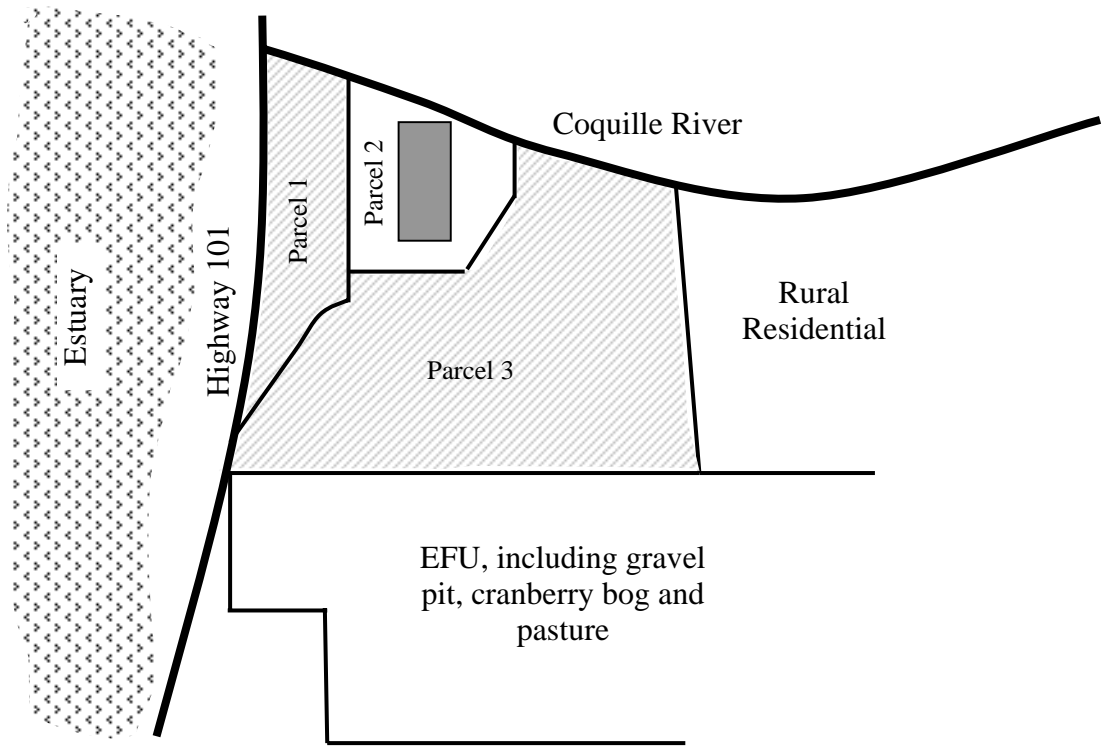 Coquille River
Parcel 2
Parcel 1
Highway 101
Estuary
Rural
Residential
Parcel 3
EFU, including gravel
pit, cranberry bog and
pasture